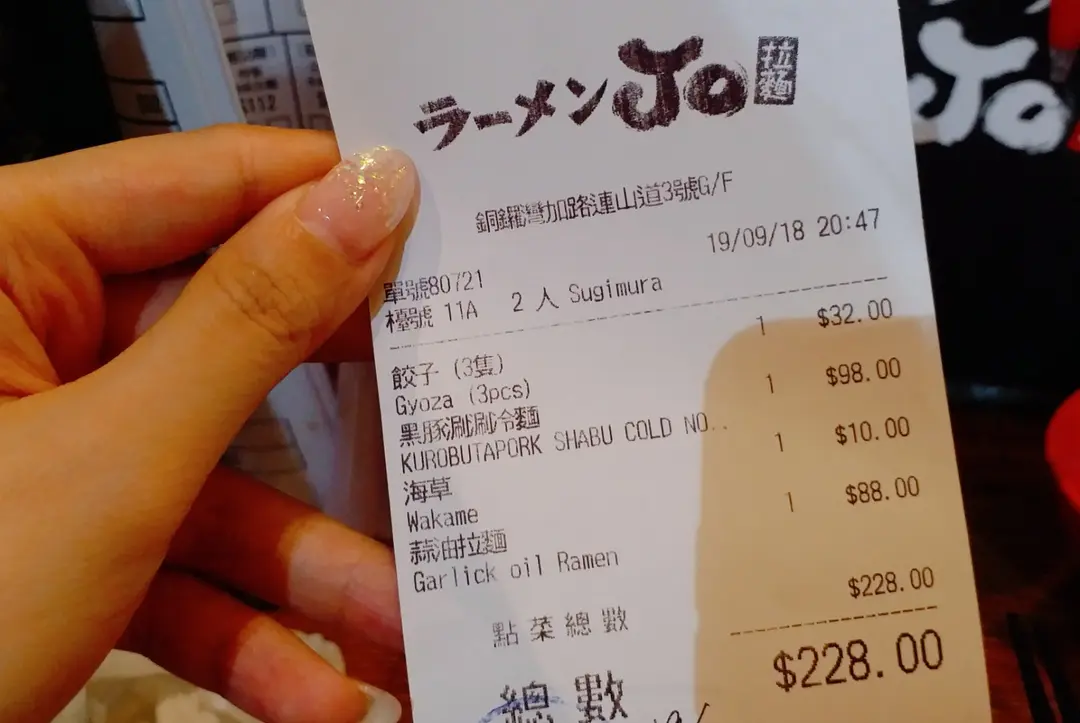 ラーメン Jo 拉麵
Jo
銅鑼灣加路連山道3號G/F
19/09/18 20:47
單號80721
檯號 11A 2 人 Sugimura
餃子 (3隻) 1 $32.00
Gyoza (3pcs)
黑豚涮涮冷麵 1 $98.00
KUROBUTAPORK SHABU COLD NO..
海草 1 $10.00
Wakame
蒜油拉麵 1 $88.00
Garlick oil Ramen
點菜總數 $228.00
總數 $228.00